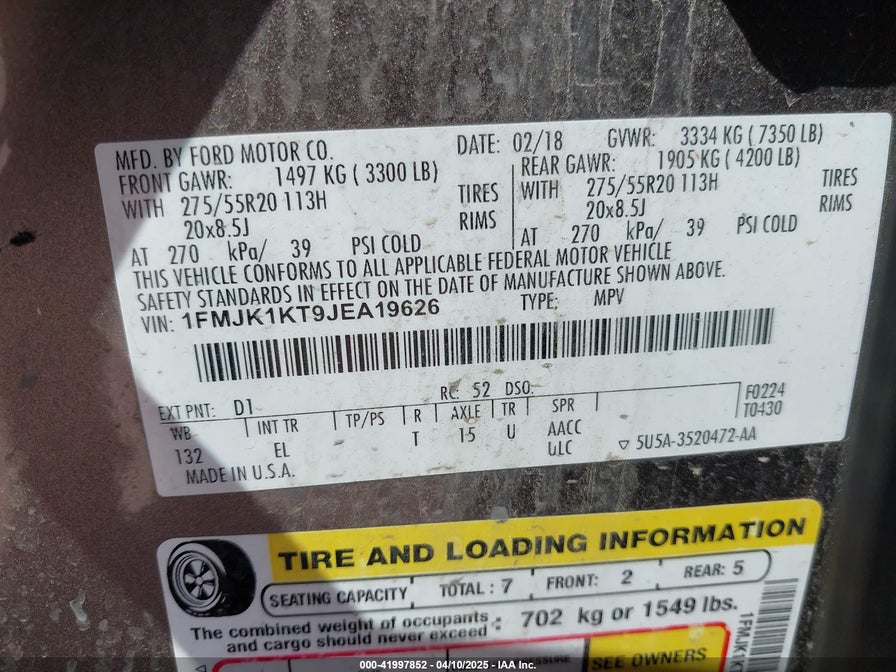 MFD. BY FORD MOTOR CO.
DATE: 02/18 GVWR: 3334 KG ( 7350 LB)
FRONT GAWR: 1497 KG ( 3300 LB)
WITH 275/55R20 113H TIRES
20x8.5J RIMS
AT 270 kPa/ 39 PSI COLD
REAR GAWR: 1905 KG ( 4200 LB)
WITH 275/55R20 113H TIRES
20x8.5J RIMS
AT 270 kPa/ 39 PSI COLD
THIS VEHICLE CONFORMS TO ALL APPLICABLE FEDERAL MOTOR VEHICLE
SAFETY STANDARDS IN EFFECT ON THE DATE OF MANUFACTURE SHOWN ABOVE.
VIN: 1FMJK1KT9JEA19626 TYPE: MPV
EXT PNT: D1 RC: 52 DSO: F0224
WB INT TR TP/PS R AXLE TR SPR T0430
132 EL T 15 U AACC
5U5A-3520472-AA
MADE IN U.S.A.
TIRE AND LOADING INFORMATION
SEATING CAPACITY TOTAL : 7 FRONT: 2 REAR: 5
The combined weight of occupants
and cargo should never exceed : 702 kg or 1549 lbs.
SEE OWNERS
000-41997852 - 04/10/2025 - IAA Inc.